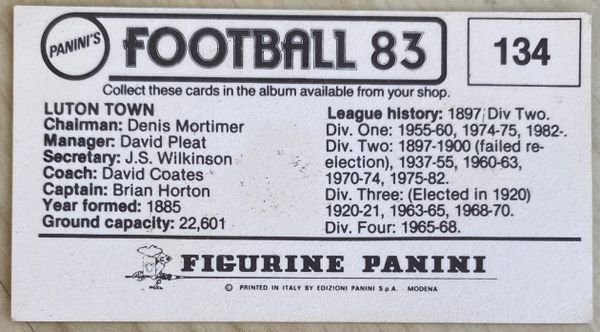 PANINI'S
FOOTBALL 83
134
Collect these cards in the album available from your shop.
LUTON TOWN
Chairman: Denis Mortimer
Manager: David Pleat
Secretary: J.S. Wilkinson
Coach: David Coates
Captain: Brian Horton
Year formed: 1885
Ground capacity: 22,601
League history: 1897 Div Two.
Div. One: 1955-60, 1974-75, 1982-.
Div. Two: 1897-1900 (failed re-
election), 1937-55, 1960-63,
1970-74, 1975-82.
Div. Three: (Elected in 1920)
1920-21, 1963-65, 1968-70.
Div. Four: 1965-68.
FIGURINE PANINI
© PRINTED IN ITALY BY EDIZIONI PANINI S.p.A. - MODENA